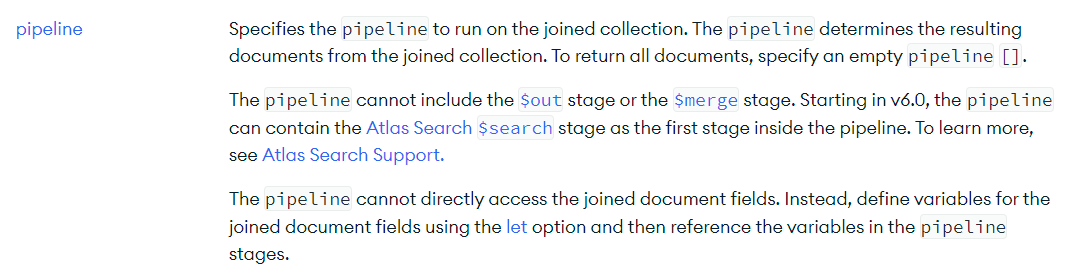 pipeline
Specifies the pipeline to run on the joined collection. The pipeline determines the resulting
documents from the joined collection. To return all documents, specify an empty pipeline [].
The pipeline cannot include the $out stage or the $merge stage. Starting in v6.0, the pipeline
can contain the Atlas Search $search stage as the first stage inside the pipeline. To learn more,
see Atlas Search Support.
The pipeline cannot directly access the joined document fields. Instead, define variables for the
joined document fields using the let option and then reference the variables in the pipeline
stages.